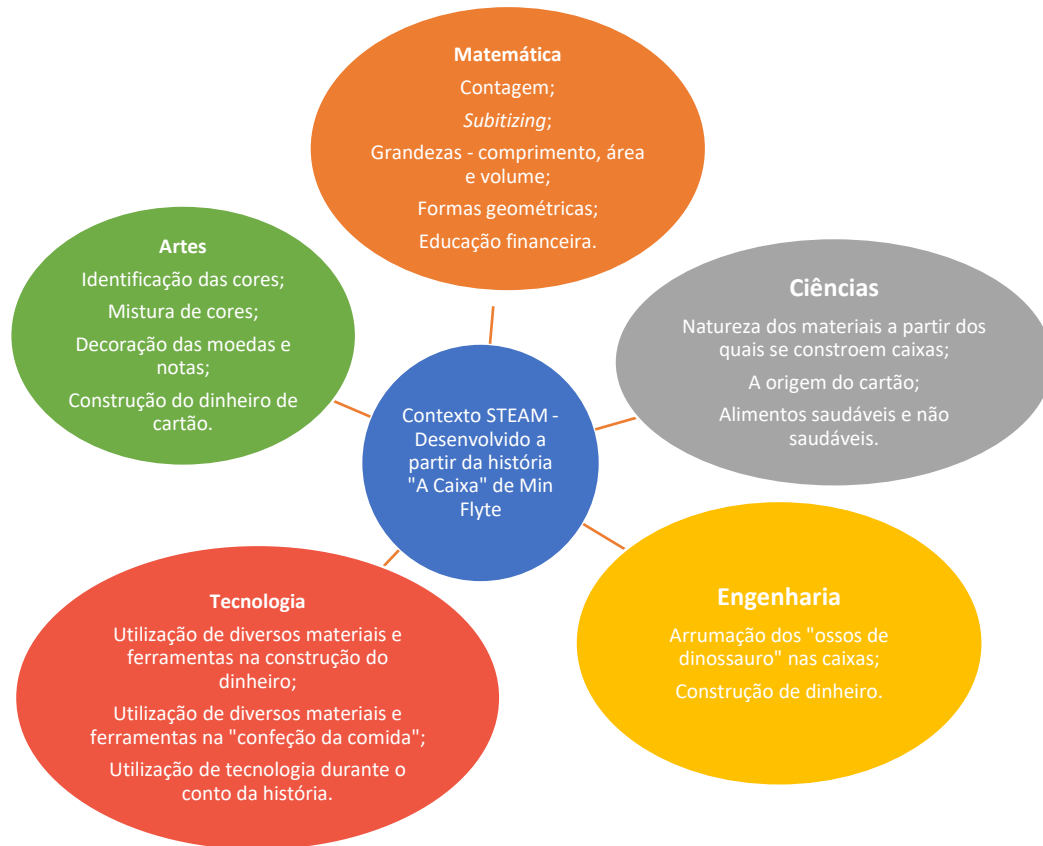 Matemática
Contagem;
Subitizing;
Grandezas - comprimento, área
e volume;
Formas geométricas;
Educação financeira.
Artes
Identificação das cores;
Mistura de cores;
Decoração das moedas e
notas;
Construção do dinheiro de
cartão.
Ciências
Natureza dos materiais a partir dos
quais se constroem caixas;
A origem do cartão;
Alimentos saudáveis e não
saudáveis.
Contexto STEAM -
Desenvolvido a
partir da história
"A Caixa" de Min
Flyte
Tecnologia
Utilização de diversos materiais e
ferramentas na construção do
dinheiro;
Utilização de diversos materiais e
ferramentas na "confeção da comida";
Utilização de tecnologia durante o
conto da história.
Engenharia
Arrumação dos "ossos de
dinossauro" nas caixas;
Construção de dinheiro.